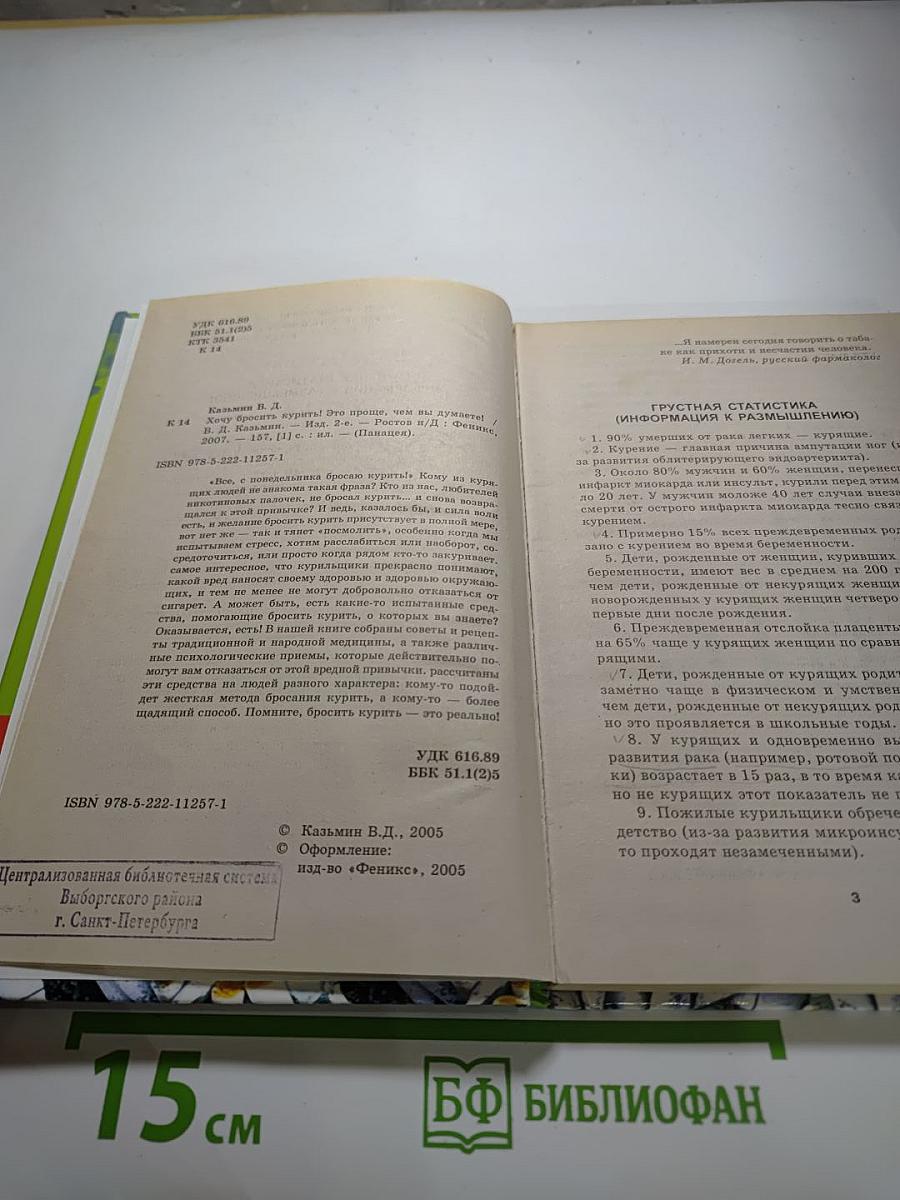 УДК 616.89
ББК 51.1(2)5
КТК 3541
К 14
Казьмин В. Д.
К 14 Хочу бросить курить! Это проще, чем вы думаете! /
В. Д. Казьмин. — Изд. 2-е. — Ростов н/Д : Феникс,
2007. — 157, [1] с. : ил. — (Панацея).
ISBN 978-5-222-11257-1
«Все, с понедельника бросаю курить!» Кому из куря-
щих людей не знакома такая фраза? Кто из нас, любителей
никотиновых палочек, не бросал курить... и снова возвра-
щался к этой привычке? И ведь, казалось бы, и сила воли
есть, и желание бросить курить присутствует в полной мере,
вот нет же — так и тянет «посмолить», особенно когда мы
испытываем стресс, хотим расслабиться или наоборот, со-
средоточиться, или просто когда рядом кто-то закуривает.
самое интересное, что курильщики прекрасно понимают,
какой вред наносят своему здоровью и здоровью окружаю-
щих, и тем не менее не могут добровольно отказаться от
сигарет. А может быть, есть какие-то испытанные сред-
ства, помогающие бросить курить, о которых вы знаете?
Оказывается, есть! В нашей книге собраны советы и рецеп-
ты традиционной и народной медицины, а также различ-
ные психологические приемы, которые действительно по-
могут вам отказаться от этой вредной привычки. рассчитаны
эти средства на людей разного характера: кому-то подой-
дет жесткая метода бросания курить, а кому-то — более
щадящий способ. Помните, бросить курить — это реально!
УДК 616.89
ББК 51.1(2)5
ISBN 978-5-222-11257-1
© Казьмин В.Д., 2005
© Оформление:
изд-во «Феникс», 2005
Централизованная библиотечная система
Выборгского района
г. Санкт-Петербурга
...Я намерен сегодня говорить о таба-
ке как прихоти и несчастии человека.
И. М. Догель, русский фармаколог
ГРУСТНАЯ СТАТИСТИКА
(ИНФОРМАЦИЯ К РАЗМЫШЛЕНИЮ)
1. 90% умерших от рака легких — курящие.
2. Курение — главная причина ампутации ног (и
за развития облитерирующего эндоартериита).
3. Около 80% мужчин и 60% женщин, перенесш
инфаркт миокарда или инсульт, курили перед этим
до 20 лет. У мужчин моложе 40 лет случаи внеза
смерти от острого инфаркта миокарда тесно связ
курением.
4. Примерно 15% всех преждевременных род
зано с курением во время беременности.
5. Дети, рожденные от женщин, куривших
беременности, имеют вес в среднем на 200 г
чем дети, рожденные от некурящих женщи
новорожденных у курящих женщин четверо
первые дни после рождения.
6. Преждевременная отслойка плаценты
на 65% чаще у курящих женщин по сравн
рящими.
7. Дети, рожденные от курящих родит
заметно чаще в физическом и умствен
чем дети, рожденные от некурящих род
но это проявляется в школьные годы.
8. У курящих и одновременно вы
развития рака (например, ротовой по
ки) возрастает в 15 раз, в то время ка
но не курящих этот показатель не п
9. Пожилые курильщики обрече
детство (из-за развития микроинсу
то проходят незамеченными).
3
15 см
БФ БИБЛИОФАН